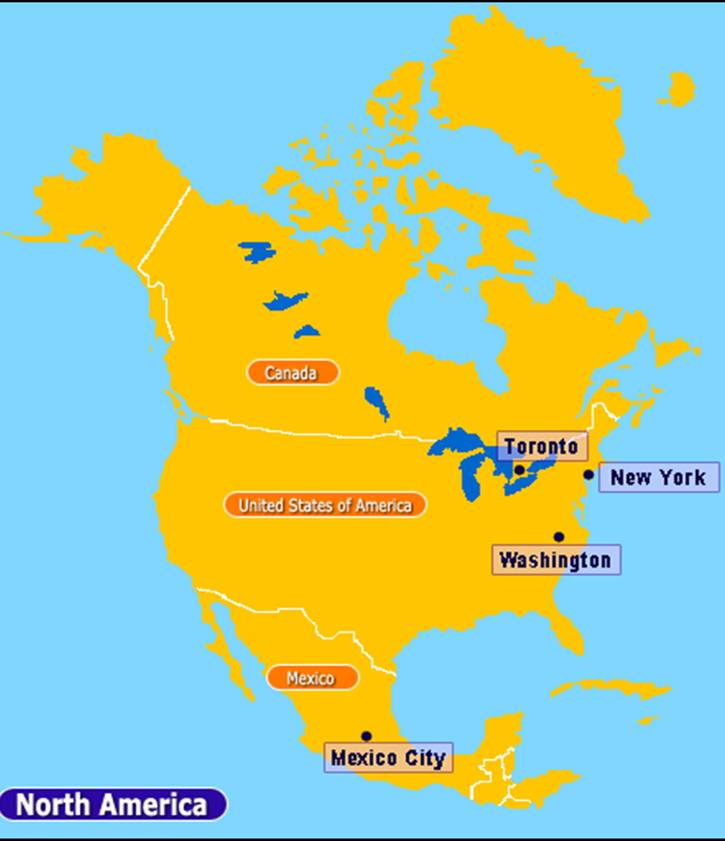 Canada
Toronto
New York
United States of America
Washington
Mexico
Mexico City
North America